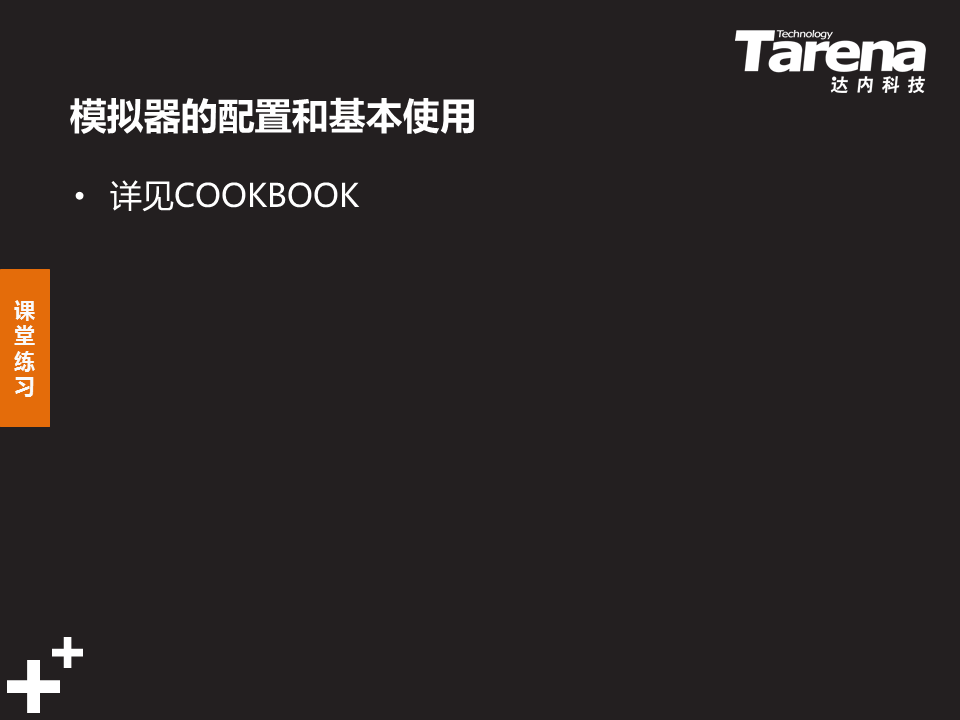 Technology
Tarena
达内科技
模拟器的配置和基本使用
• 详见COOKBOOK
课
堂
练
习